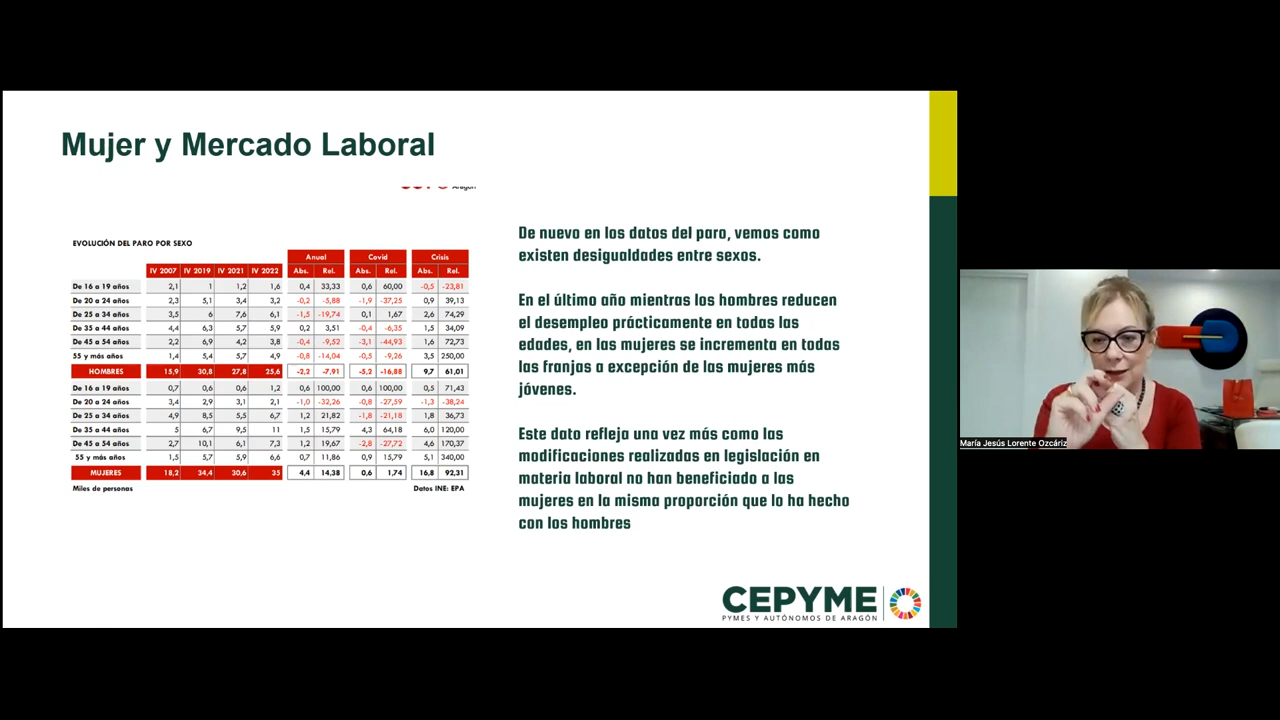 Mujer y Mercado Laboral
Aragón
EVOLUCIÓN DEL PARO POR SEXO
Anual Covid Crisis
IV 2007 IV 2019 IV 2021 IV 2022 Abs. Rel. Abs. Rel. Abs. Rel.
De 16 a 19 años 2,1 1 1,2 1,6 0,4 33,33 0,6 60,00 -0,5 -23,81
De 20 a 24 años 2,3 5,1 3,4 3,2 -0,2 -5,88 -1,9 -37,25 0,9 39,13
De 25 a 34 años 3,5 6 7,6 6,1 -1,5 -19,74 0,1 1,67 2,6 74,29
De 35 a 44 años 4,4 6,3 5,7 5,9 0,2 3,51 -0,4 -6,35 1,5 34,09
De 45 a 54 años 2,2 6,9 4,2 3,8 -0,4 -9,52 -3,1 -44,93 1,6 72,73
55 y más años 1,4 5,4 5,7 4,9 -0,8 -14,04 -0,5 -9,26 3,5 250,00
HOMBRES 15,9 30,8 27,8 25,6 -2,2 -7,91 -5,2 -16,88 9,7 61,01
De 16 a 19 años 0,7 0,6 0,6 1,2 0,6 100,00 0,6 100,00 0,5 71,43
De 20 a 24 años 3,4 2,9 3,1 2,1 -1,0 -32,26 -0,8 -27,59 -1,3 -38,24
De 25 a 34 años 4,9 8,5 5,5 6,7 1,2 21,82 -1,8 -21,18 1,8 36,73
De 35 a 44 años 5 6,7 9,5 11 1,5 15,79 4,3 64,18 6,0 120,00
De 45 a 54 años 2,7 10,1 6,1 7,3 1,2 19,67 -2,8 -27,72 4,6 170,37
55 y más años 1,5 5,7 5,9 6,6 0,7 11,86 0,9 15,79 5,1 340,00
MUJERES 18,2 34,4 30,6 35 4,4 14,38 0,6 1,74 16,8 92,31
Miles de personas Datos INE: EPA
De nuevo en los datos del paro, vemos como
existen desigualdades entre sexos.
En el último año mientras los hombres reducen
el desempleo prácticamente en todas las
edades, en las mujeres se incrementa en todas
las franjas a excepción de las mujeres más
jóvenes.
Este dato refleja una vez más como las
modificaciones realizadas en legislación en
materia laboral no han beneficiado a las
mujeres en la misma proporción que lo ha hecho
con los hombres
CEPYME
PYMES Y AUTÓNOMOS DE ARAGÓN
María Jesús Lorente Ozcáriz